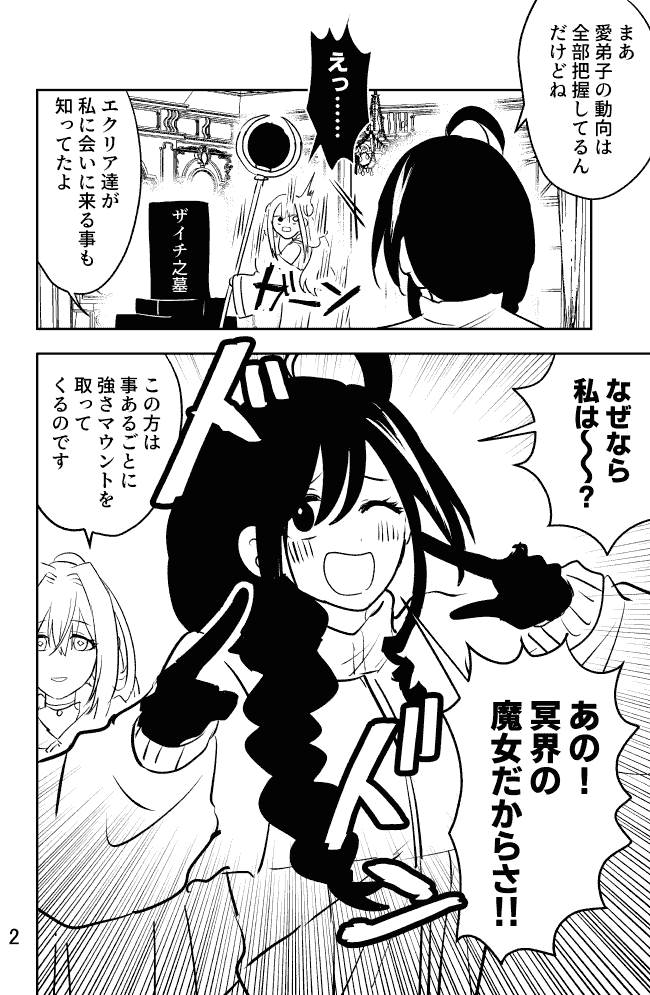 まあ
愛弟子の動向は
全部把握してるん
だけどね
えっ……
エクリア達が
私に会いに来る事も
知ってたよ
ザイチ之墓
ガーン
なぜなら
私は～～?
ババーン
この方は
事あるごとに
強さマウントを
取って
くるのです
あの!
冥界の
魔女だからさ!!
2